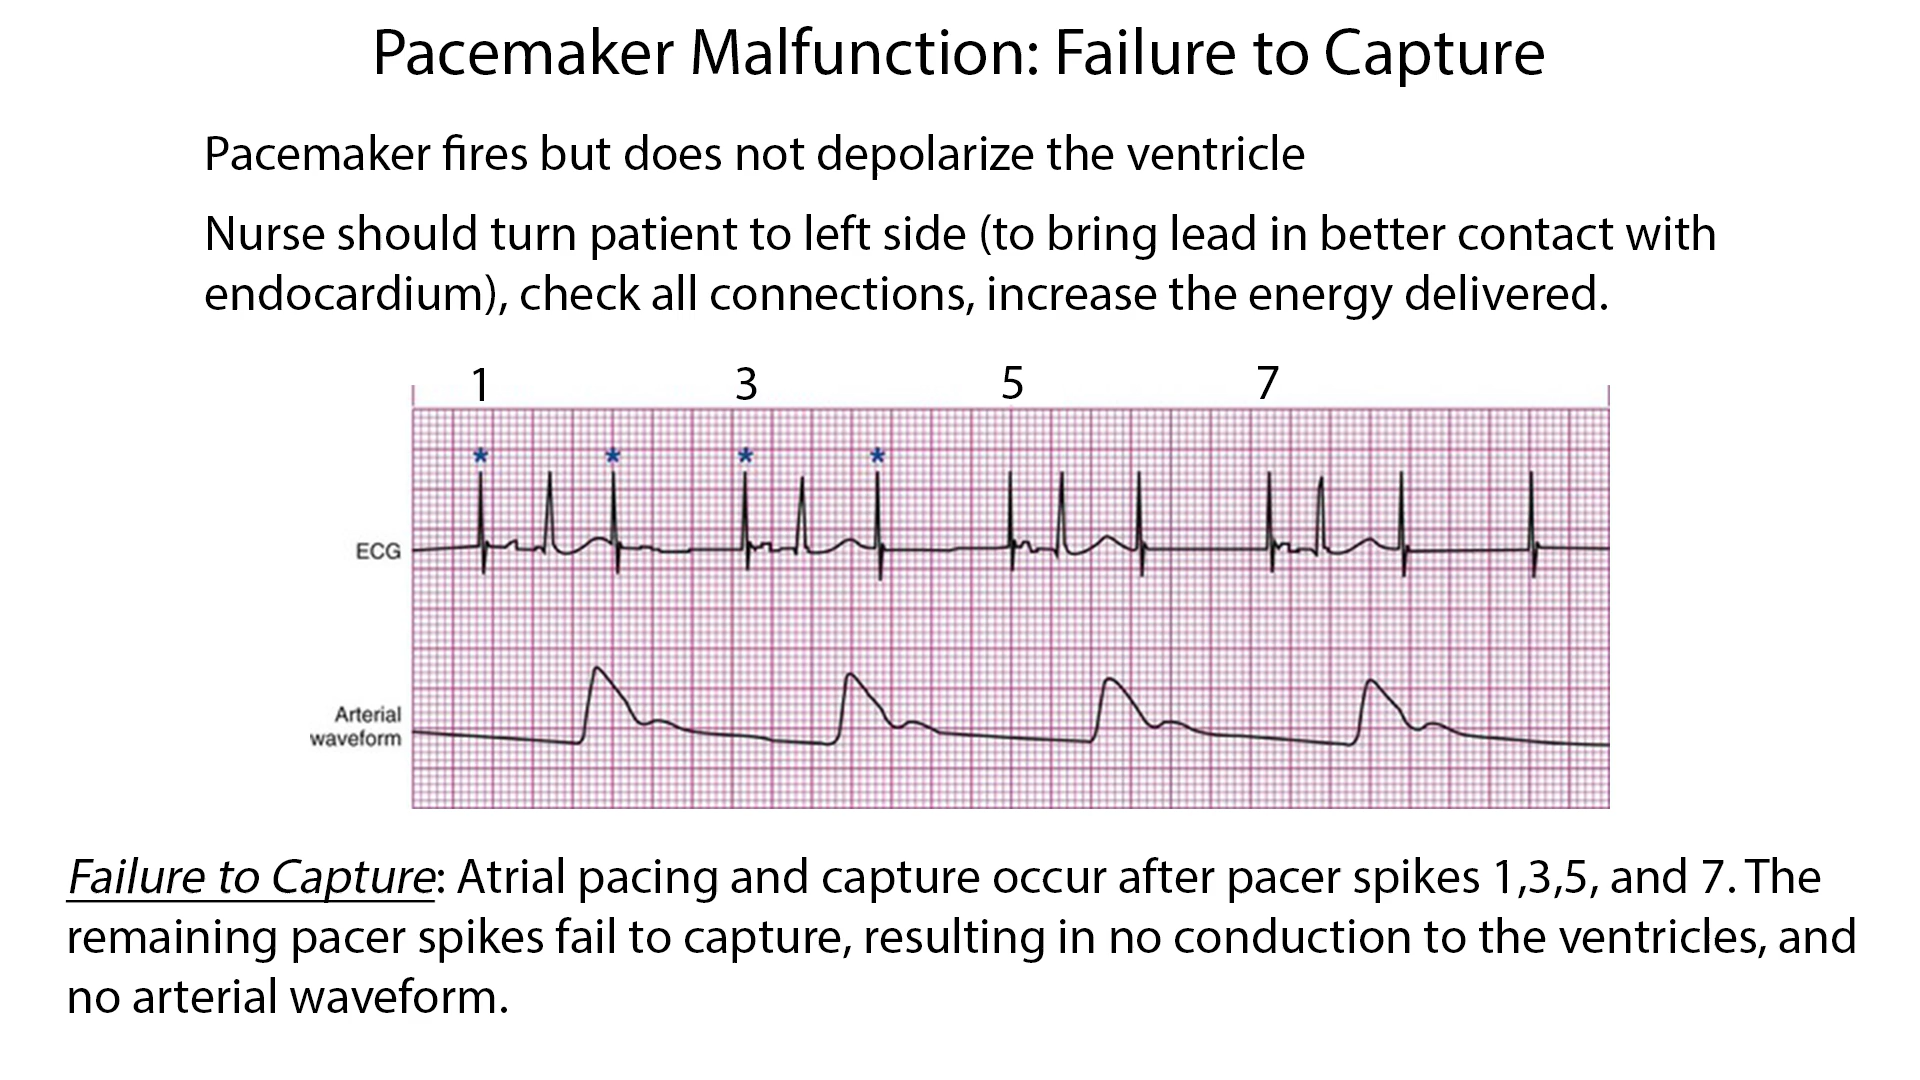 Pacemaker Malfunction: Failure to Capture
Pacemaker fires but does not depolarize the ventricle
Nurse should turn patient to left side (to bring lead in better contact with
endocardium), check all connections, increase the energy delivered.
1 3 5 7
* * * *
ECG
Arterial
waveform
Failure to Capture: Atrial pacing and capture occur after pacer spikes 1,3,5, and 7. The
remaining pacer spikes fail to capture, resulting in no conduction to the ventricles, and
no arterial waveform.